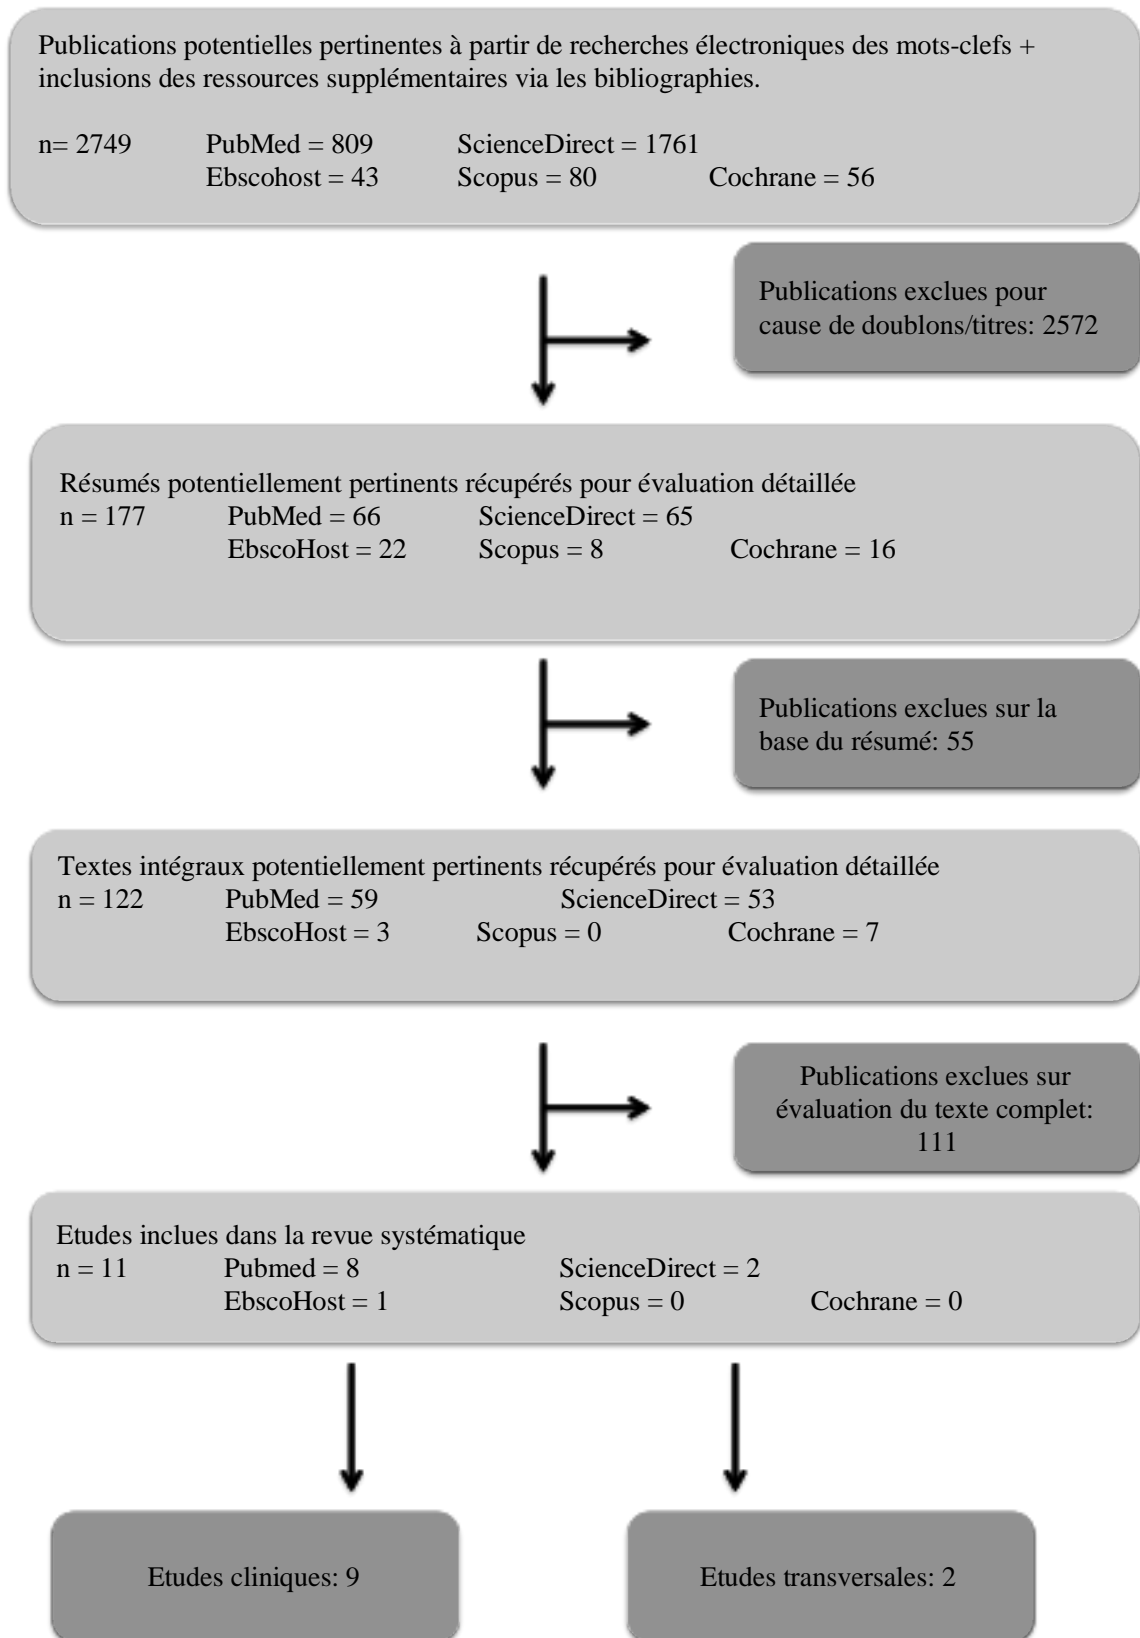 Publications potentielles pertinentes à partir de recherches électroniques des mots-clefs +
inclusions des ressources supplémentaires via les bibliographies.
n= 2749 PubMed = 809 ScienceDirect = 1761
Ebscohost = 43 Scopus = 80 Cochrane = 56
Publications exclues pour
cause de doublons/titres: 2572
Résumés potentiellement pertinents récupérés pour évaluation détaillée
n = 177 PubMed = 66 ScienceDirect = 65
EbscoHost = 22 Scopus = 8 Cochrane = 16
Publications exclues sur la
base du résumé: 55
Textes intégraux potentiellement pertinents récupérés pour évaluation détaillée
n = 122 PubMed = 59 ScienceDirect = 53
EbscoHost = 3 Scopus = 0 Cochrane = 7
Publications exclues sur
évaluation du texte complet:
111
Etudes inclues dans la revue systématique
n = 11 Pubmed = 8 ScienceDirect = 2
EbscoHost = 1 Scopus = 0 Cochrane = 0
Etudes cliniques: 9
Etudes transversales: 2